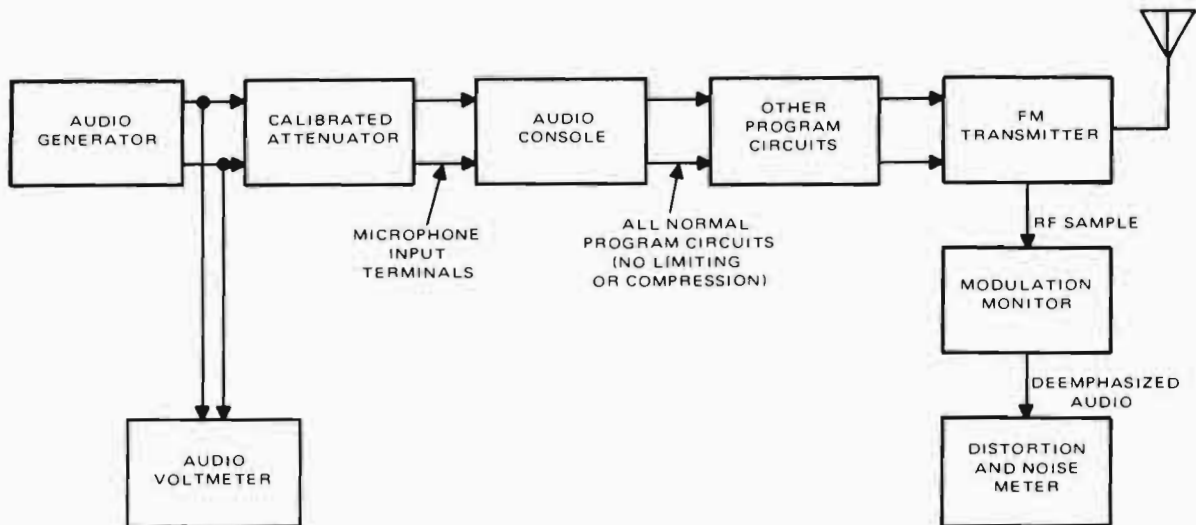 AUDIO
GENERATOR
CALIBRATED
ATTENUATOR
AUDIO
CONSOLE
OTHER
PROGRAM
CIRCUITS
FM
TRANSMITTER
MICROPHONE
INPUT
TERMINALS
ALL NORMAL
PROGRAM CIRCUITS
(NO LIMITING
OR COMPRESSION)
RF SAMPLE
MODULATION
MONITOR
DEEMPHASIZED
AUDIO
AUDIO
VOLTMETER
DISTORTION
AND NOISE
METER